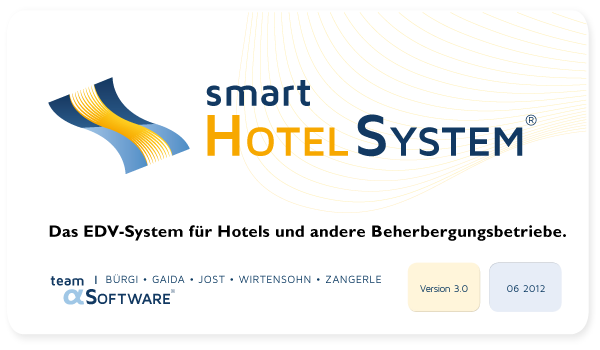 smart
HOTEL SYSTEM®
Das EDV-System für Hotels und andere Beherbergungsbetriebe.
team | BÜRGI • GAIDA • JOST • WIRTENSOHN • ZANGERLE
αSOFTWARE®
Version 3.0
06 2012